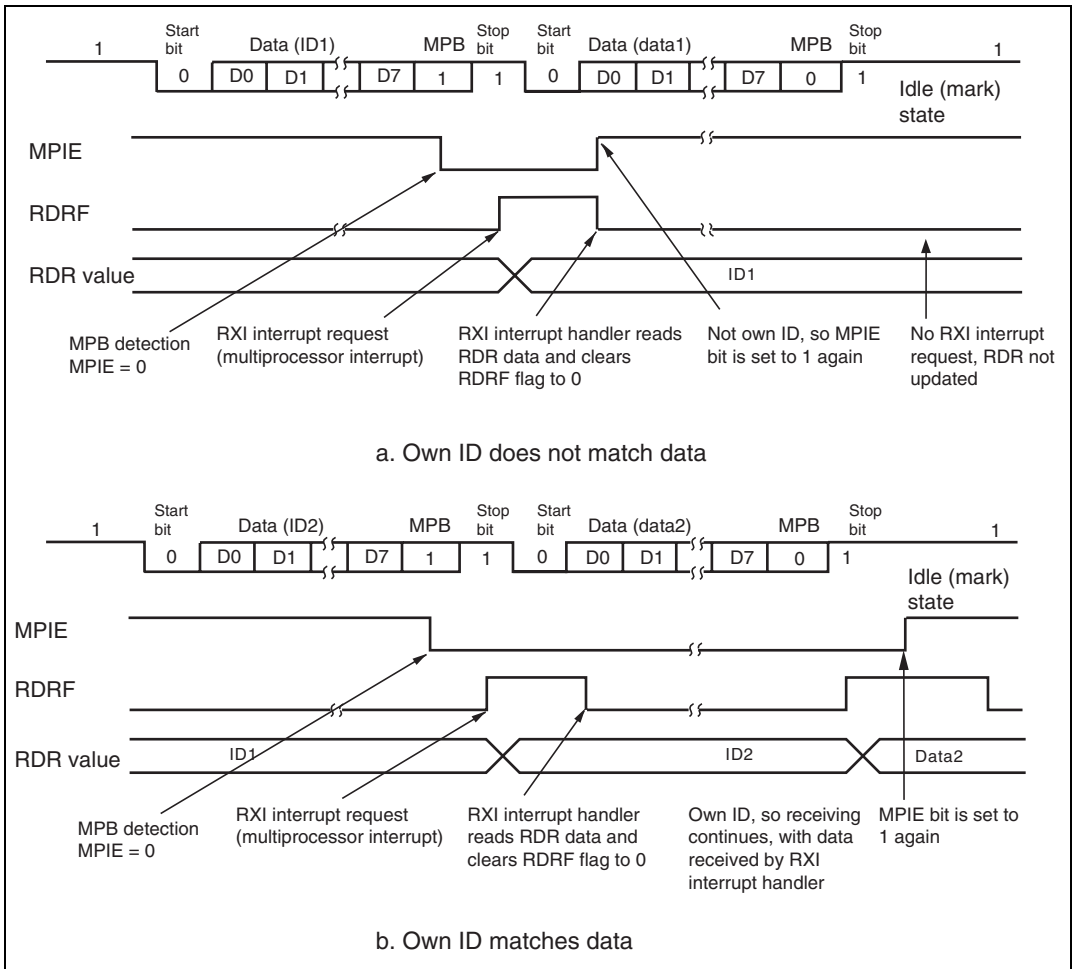 Start bit Data (ID1) MPB Stop bit Start bit Data (data1) MPB Stop bit
1 0 D0 D1 D7 1 1 0 D0 D1 D7 0 1 1
Idle (mark) state
MPIE
RDRF
RDR value ID1
MPB detection
MPIE = 0
RXI interrupt request
(multiprocessor interrupt)
RXI interrupt handler reads
RDR data and clears
RDRF flag to 0
Not own ID, so MPIE
bit is set to 1 again
No RXI interrupt
request, RDR not
updated
a. Own ID does not match data
Start bit Data (ID2) MPB Stop bit Start bit Data (data2) MPB Stop bit
1 0 D0 D1 D7 1 1 0 D0 D1 D7 0 1 1
Idle (mark) state
MPIE
RDRF
RDR value ID1 ID2 Data2
MPB detection
MPIE = 0
RXI interrupt request
(multiprocessor interrupt)
RXI interrupt handler
reads RDR data and
clears RDRF flag to 0
Own ID, so receiving
continues, with data
received by RXI
interrupt handler
MPIE bit is set to
1 again
b. Own ID matches data